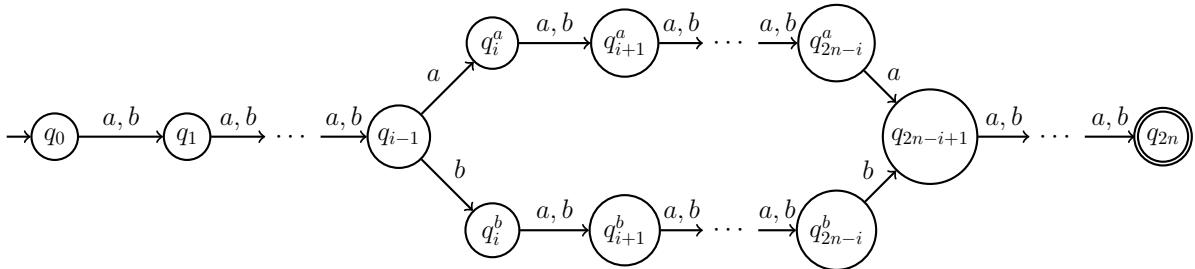 a, b a, b a, b
q_i^a q_{i+1}^a ⋯ q_{2n-i}^a
a a
a, b a, b a, b a, b a, b
q_0 q_1 ⋯ q_{i-1} q_{2n-i+1} ⋯ q_{2n}
b b
a, b a, b a, b
q_i^b q_{i+1}^b ⋯ q_{2n-i}^b